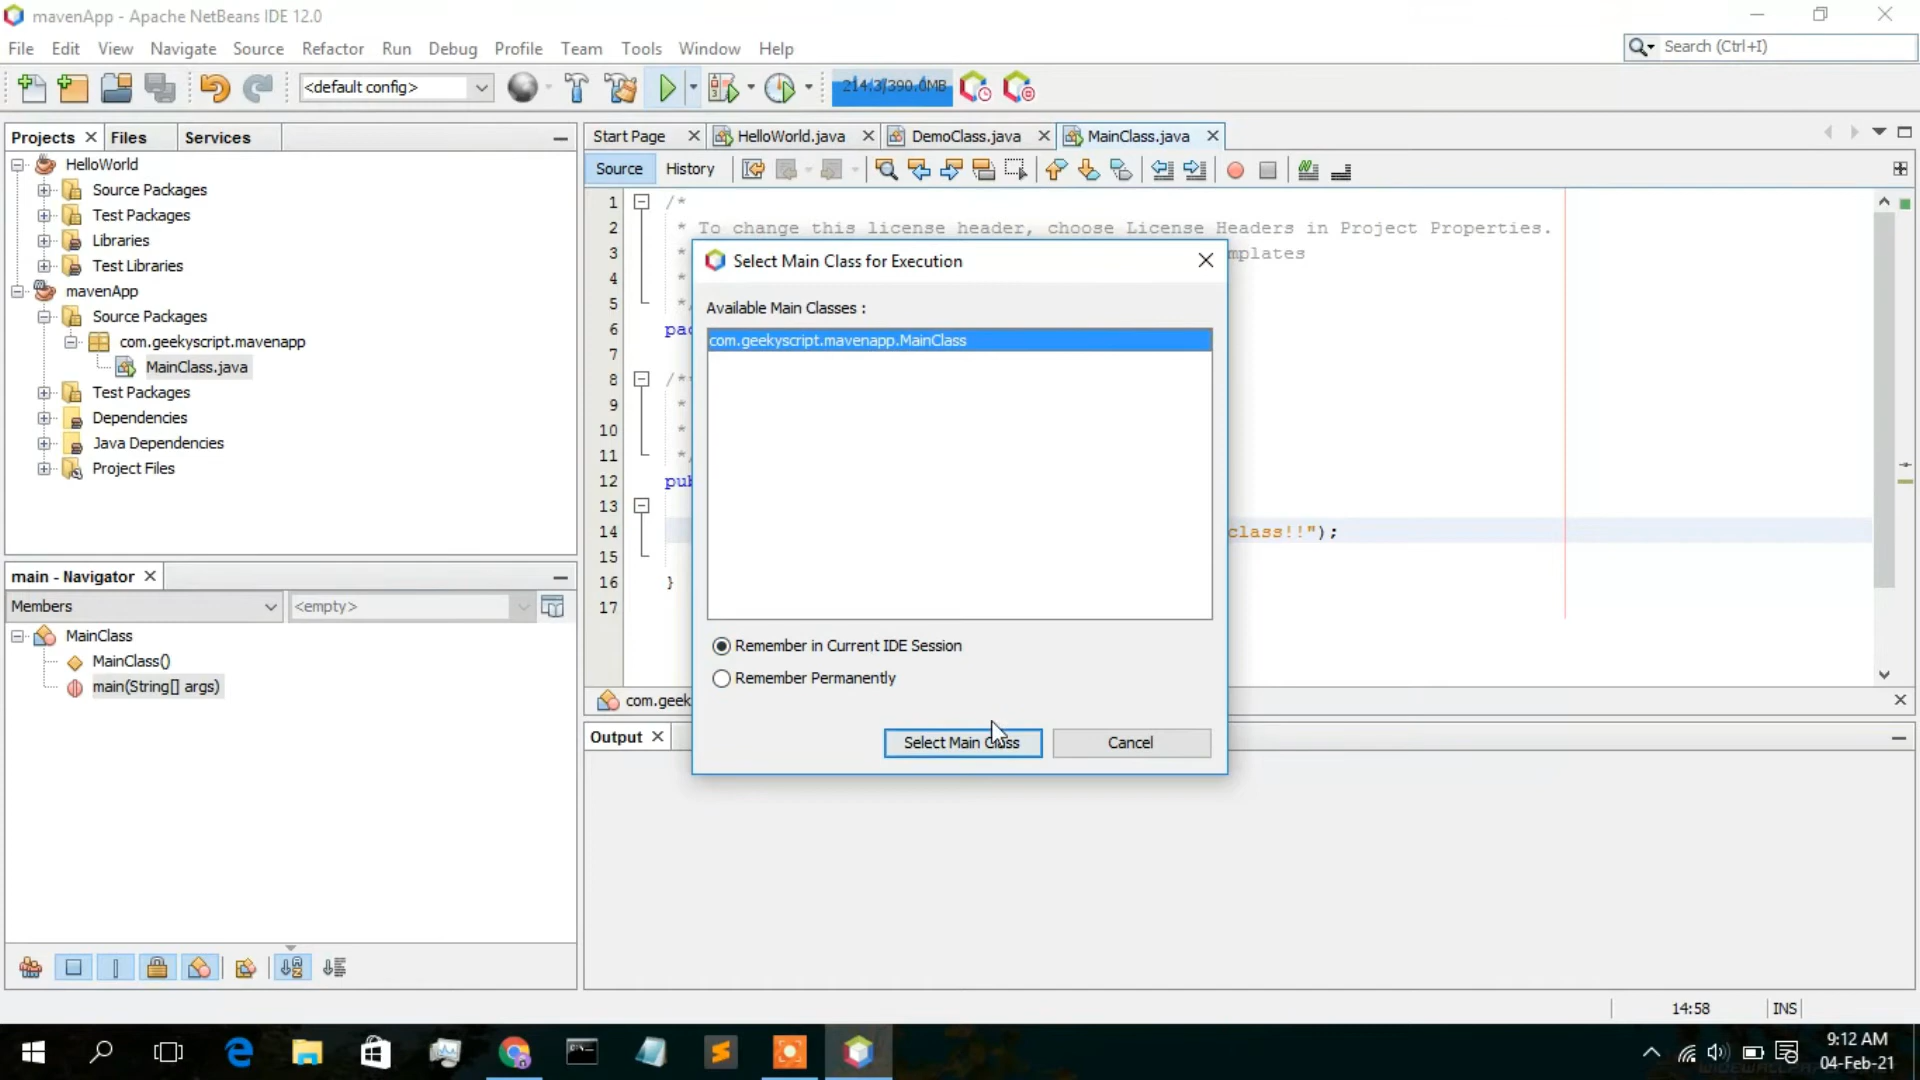 mavenApp - Apache NetBeans IDE 12.0
File Edit View Navigate Source Refactor Run Debug Profile Team Tools Window Help
Search (Ctrl+I)
<default config>
214.3/390.0MB
Projects Files Services
Start Page HelloWorld.java DemoClass.java MainClass.java
Source History
HelloWorld
Source Packages
Test Packages
Libraries
Test Libraries
mavenApp
Source Packages
com.geekyscript.mavenapp
MainClass.java
Test Packages
Dependencies
Java Dependencies
Project Files
1 /*
2 * To change this license header, choose License Headers in Project Properties.
3 * mplates
4 *
5 *
6 pac
7
8 /*
9 *
10 *
11 *
12 pub
13
14 class!!");
15
16 }
17
com.geek
Select Main Class for Execution
Available Main Classes :
com.geekyscript.mavenapp.MainClass
Remember in Current IDE Session
Remember Permanently
Select Main Class Cancel
main - Navigator
Members <empty>
MainClass
MainClass()
main(String[] args)
Output
14:58 INS
9:12 AM
04-Feb-21